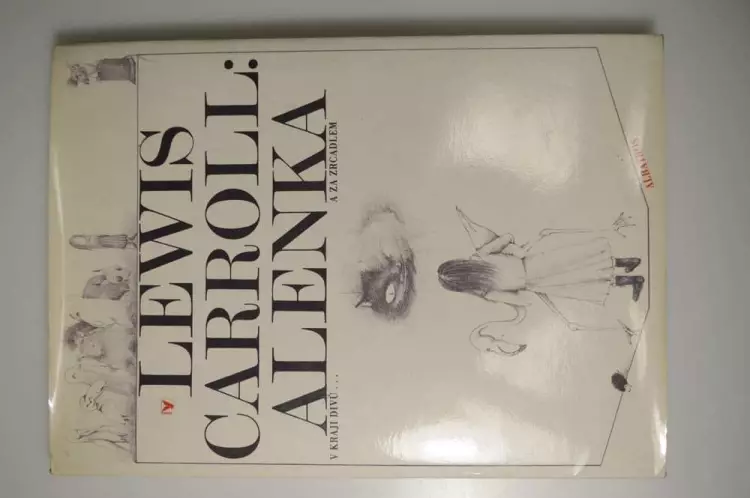 LEWIS
CARROLL:
ALENKA
V KRAJI DIVŮ...
A ZA ZRCADLEM
ALBATROS